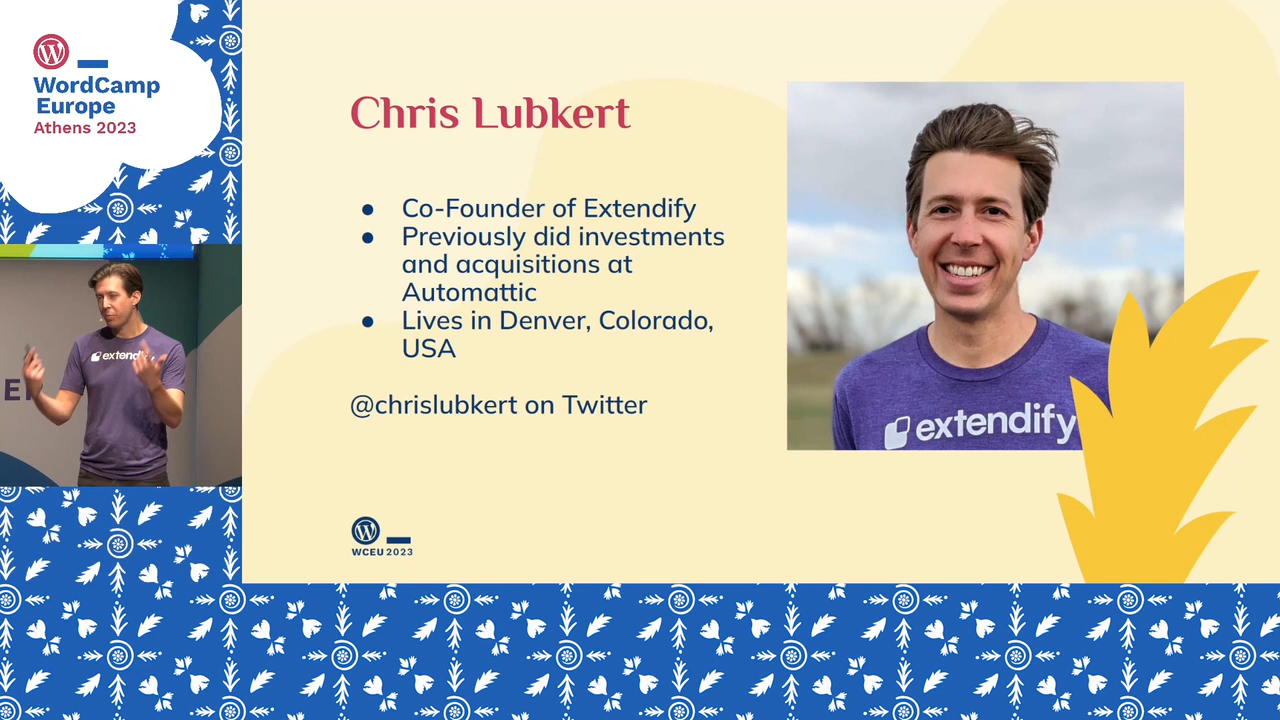 WordCamp
Europe
Athens 2023
Chris Lubkert
● Co-Founder of Extendify
● Previously did investments
and acquisitions at
Automattic
● Lives in Denver, Colorado,
USA
@chrislubkert on Twitter
extendify
WCEU 2023